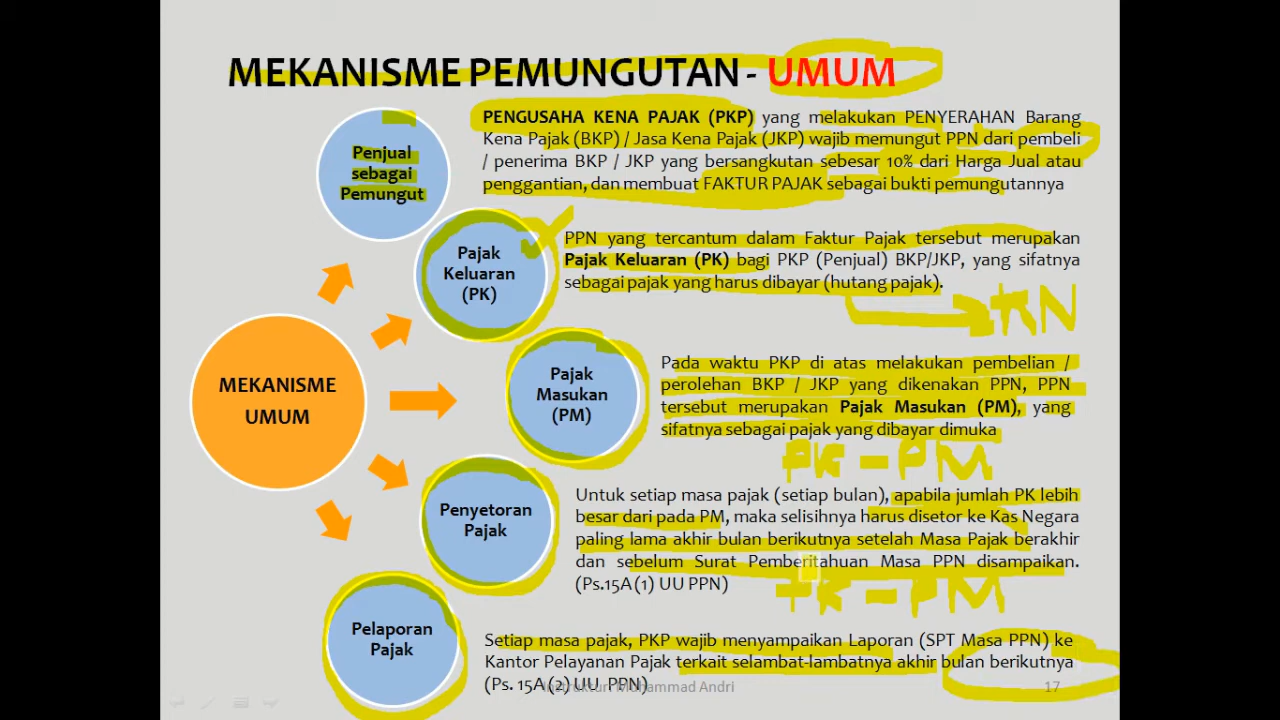 MEKANISME PEMUNGUTAN - UMUM
Penjual
sebagai
Pemungut
PENGUSAHA KENA PAJAK (PKP) yang melakukan PENYERAHAN Barang
Kena Pajak (BKP) / Jasa Kena Pajak (JKP) wajib memungut PPN dari pembeli
/ penerima BKP / JKP yang bersangkutan sebesar 10% dari Harga Jual atau
penggantian, dan membuat FAKTUR PAJAK sebagai bukti pemungutannya
Pajak
Keluaran
(PK)
PPN yang tercantum dalam Faktur Pajak tersebut merupakan
Pajak Keluaran (PK) bagi PKP (Penjual) BKP/JKP, yang sifatnya
sebagai pajak yang harus dibayar (hutang pajak).
MEKANISME
UMUM
Pajak
Masukan
(PM)
Pada waktu PKP di atas melakukan pembelian /
perolehan BKP / JKP yang dikenakan PPN, PPN
tersebut merupakan Pajak Masukan (PM), yang
sifatnya sebagai pajak yang dibayar dimuka
PK - PM
Penyetoran
Pajak
Untuk setiap masa pajak (setiap bulan), apabila jumlah PK lebih
besar dari pada PM, maka selisihnya harus disetor ke Kas Negara
paling lama akhir bulan berikutnya setelah Masa Pajak berakhir
dan sebelum Surat Pemberitahuan Masa PPN disampaikan.
(Ps.15A(1) UU PPN)
- PM
Pelaporan
Pajak
Setiap masa pajak, PKP wajib menyampaikan Laporan (SPT Masa PPN) ke
Kantor Pelayanan Pajak terkait selambat-lambatnya akhir bulan berikutnya
(Ps. 15A(2) UU PPN)
Instruktur: Mohammad Andri
17